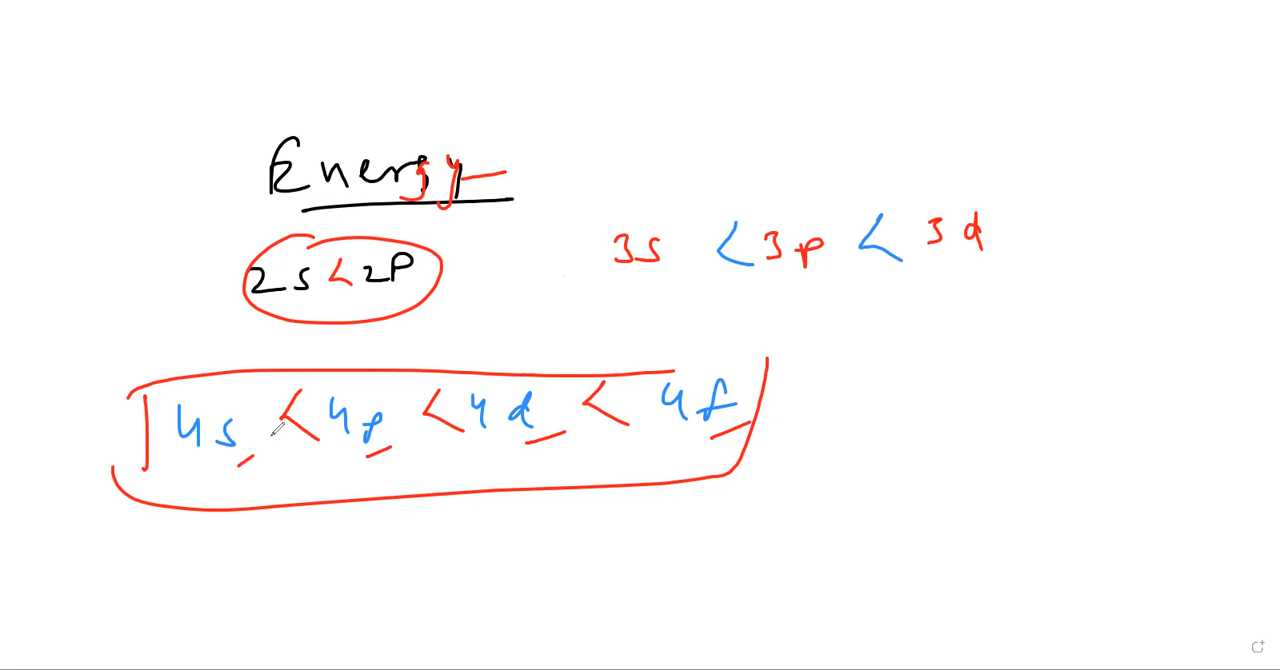 Energy
2s < 2p
3s < 3p < 3d
4s < 4p < 4d < 4f